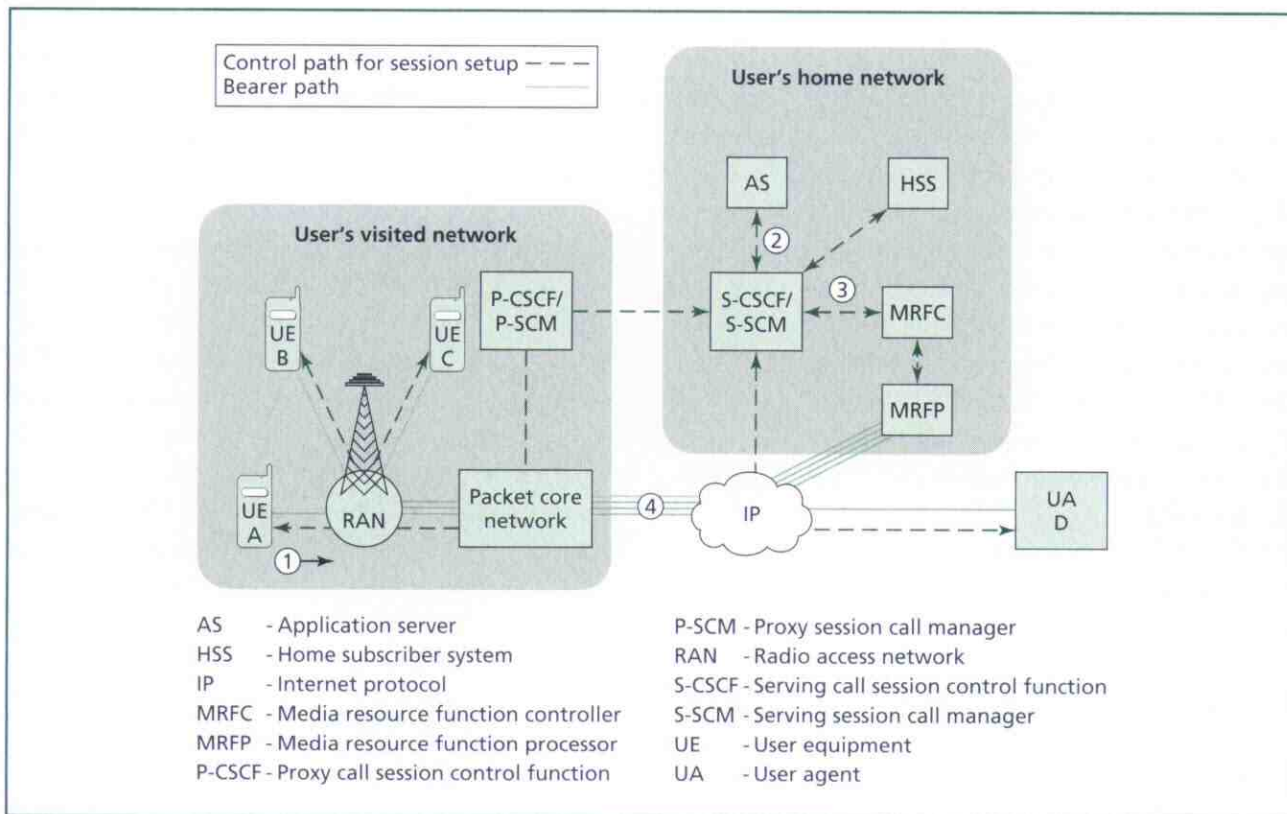 Control path for session setup
Bearer path
User's home network
AS
HSS
2
User's visited network
P-CSCF/
P-SCM
S-CSCF/
S-SCM
3
MRFC
UE
B
UE
C
MRFP
UE
A
RAN
Packet core
network
4
IP
UA
D
1
AS - Application server
HSS - Home subscriber system
IP - Internet protocol
MRFC - Media resource function controller
MRFP - Media resource function processor
P-CSCF - Proxy call session control function
P-SCM - Proxy session call manager
RAN - Radio access network
S-CSCF - Serving call session control function
S-SCM - Serving session call manager
UE - User equipment
UA - User agent